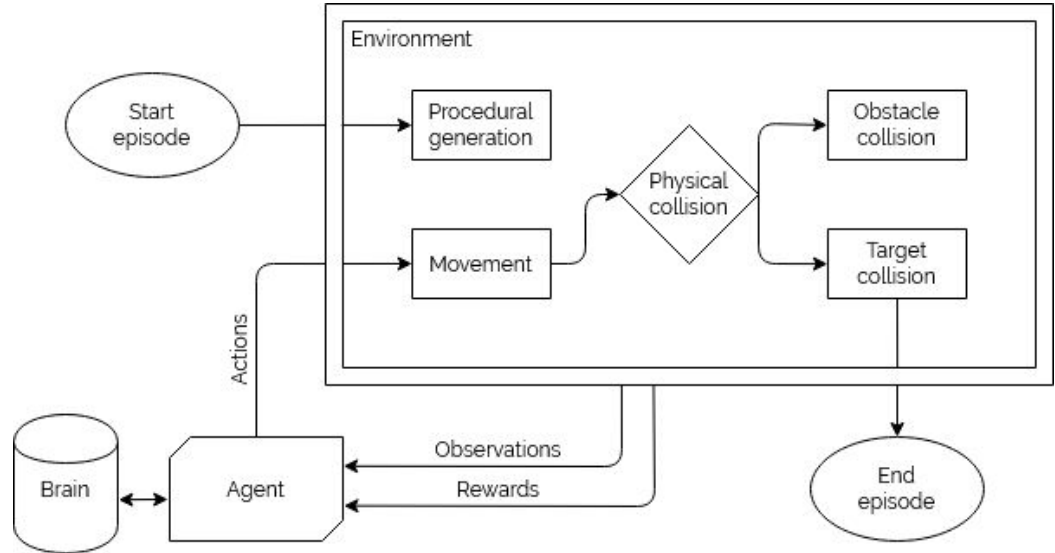 Environment
Start
episode
Procedural
generation
Obstacle
collision
Physical
collision
Movement
Target
collision
Actions
Observations
Rewards
Brain
Agent
End
episode